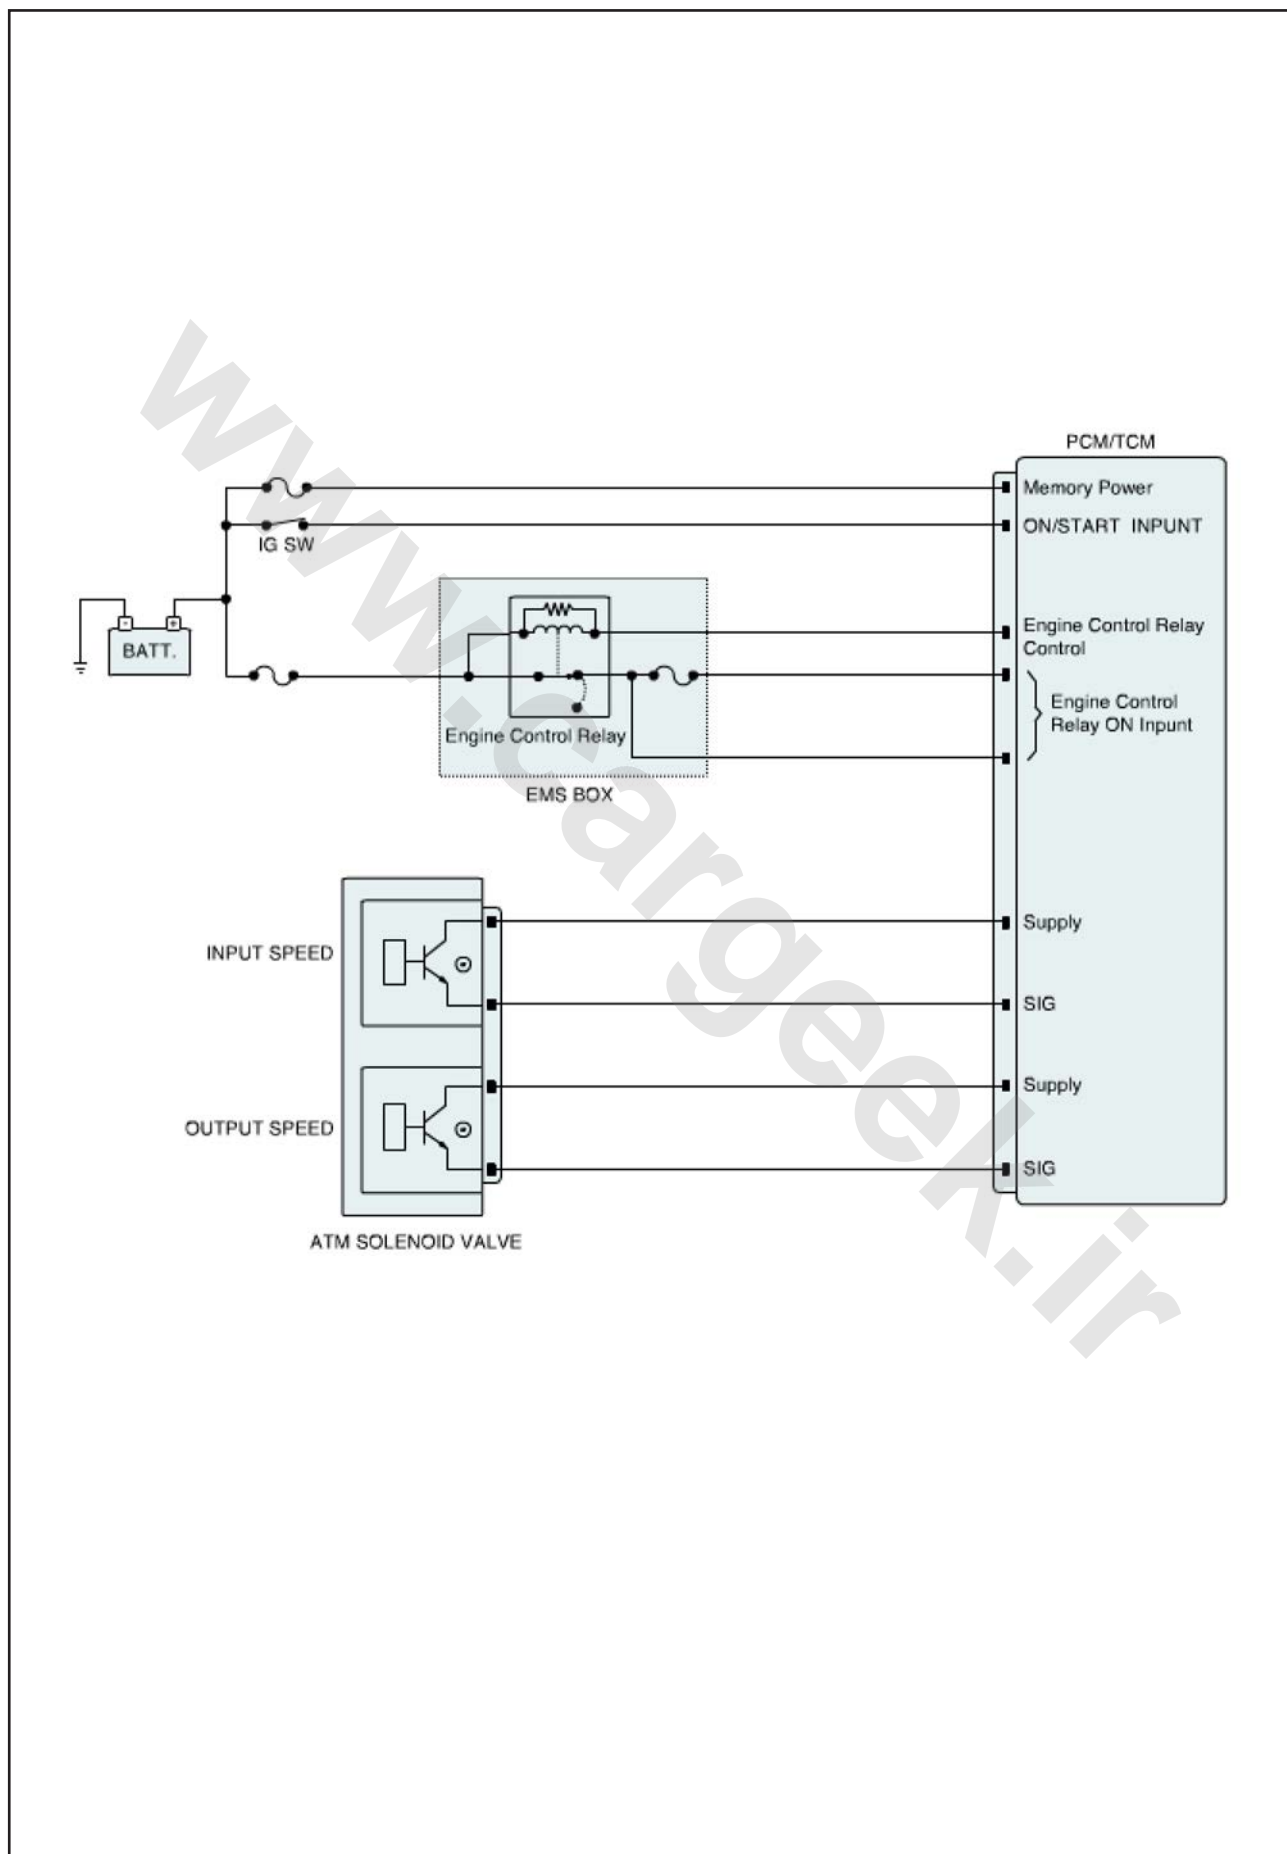 PCM/TCM
Memory Power
ON/START INPUNT
IG SW
Engine Control Relay
Control
- +
BATT.
Engine Control
Relay ON Inpunt
Engine Control Relay
EMS BOX
Supply
INPUT SPEED
SIG
Supply
OUTPUT SPEED
SIG
ATM SOLENOID VALVE
www.cargeek.ir